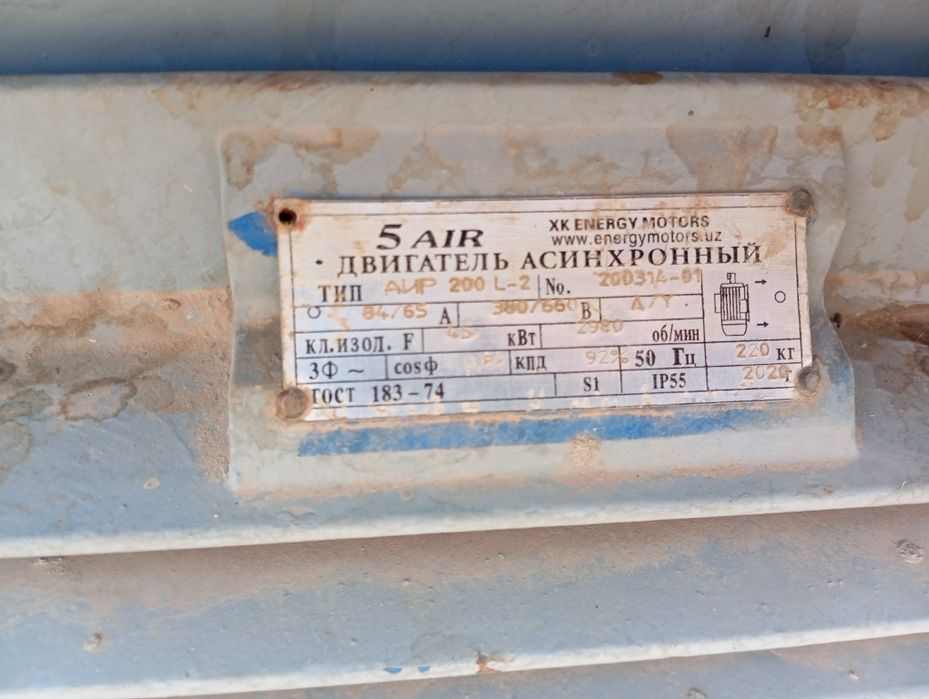 5 AIR XK ENERGY MOTORS
www.energymotors.uz
ДВИГАТЕЛЬ АСИНХРОННЫЙ
ТИП АИР 200 L-2 No. 200314-01
84/65 А 380/660 В Δ/Y
КЛ.ИЗОЛ. F 45 кВт 2980 об/мин
3Ф ~ cosф КПД 92% 50 Гц 220 кг
ГОСТ 183-74 S1 IP55 2020 г